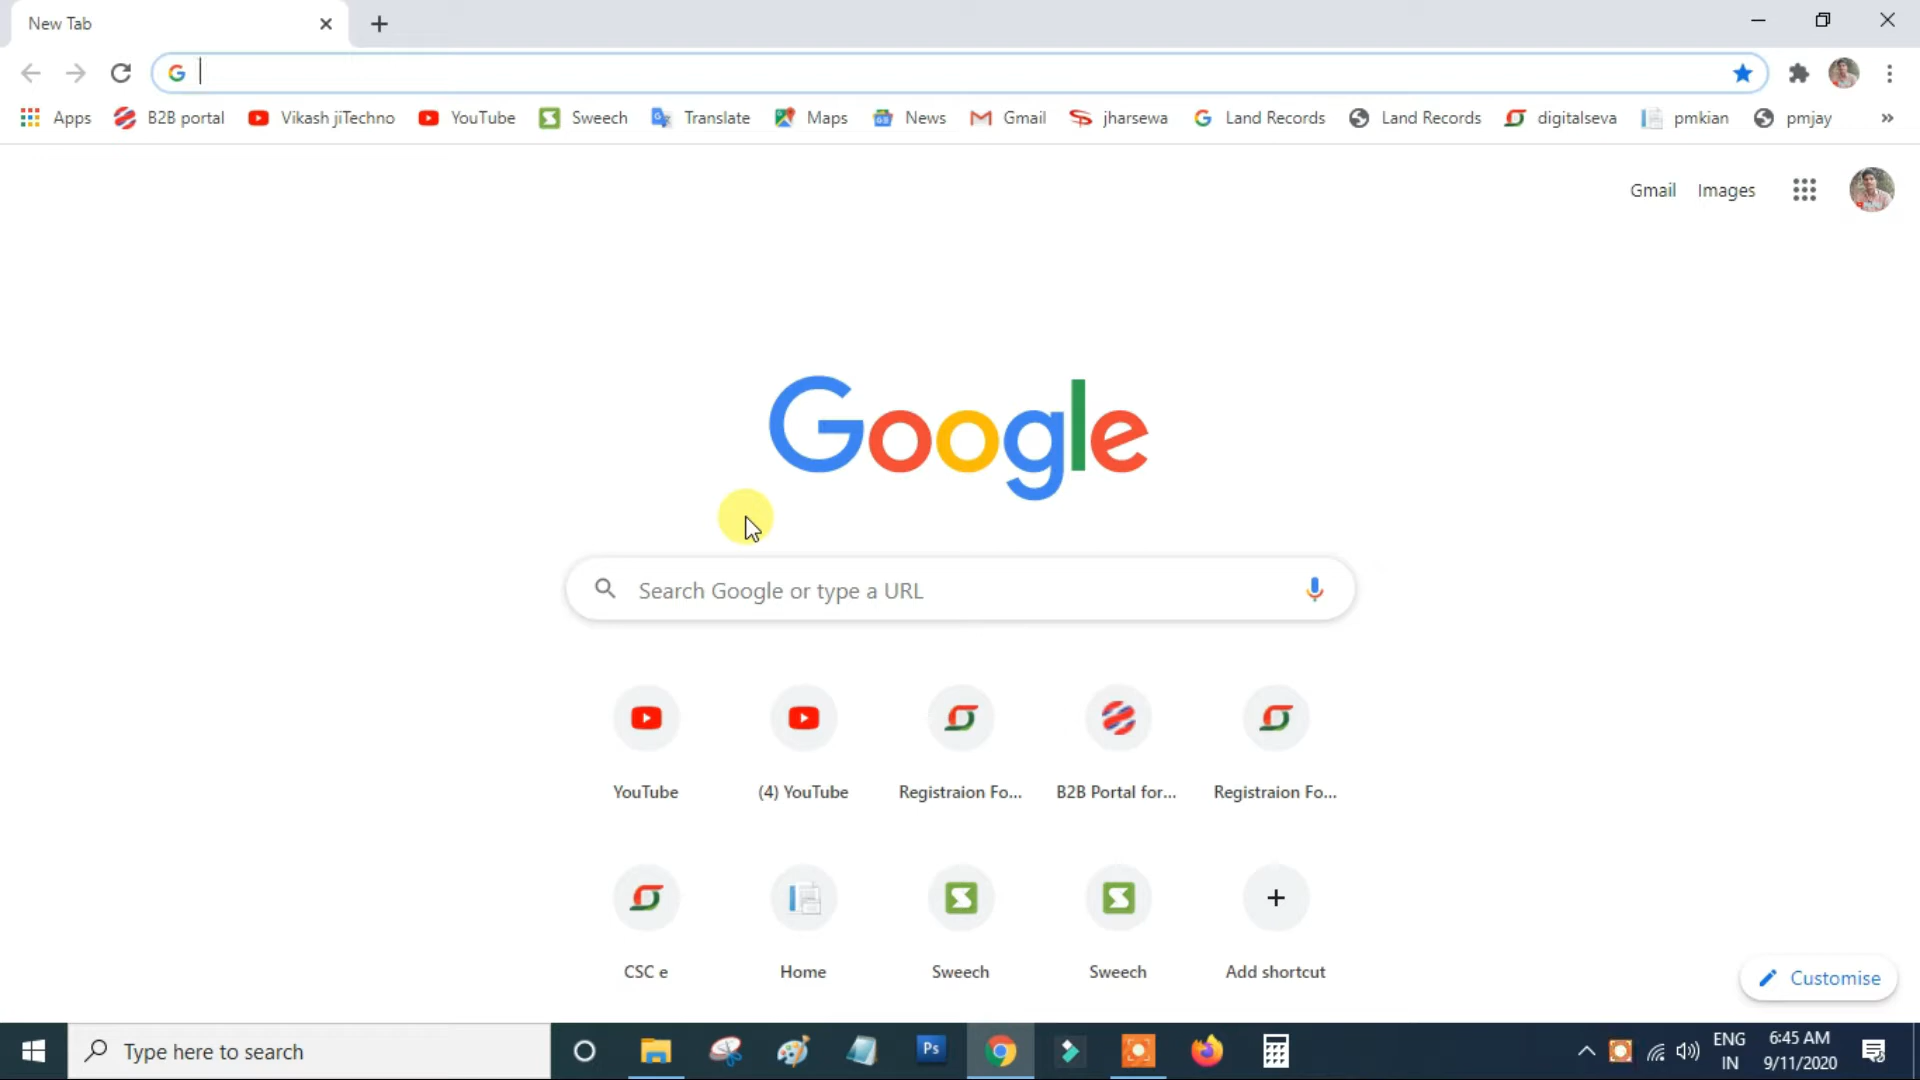 New Tab
Apps B2B portal Vikash jiTechno YouTube Sweech Translate Maps News Gmail jharsewa Land Records Land Records digitalseva pmkian pmjay »
Gmail Images
Google
Search Google or type a URL
YouTube (4) YouTube Registraion Fo... B2B Portal for... Registraion Fo...
CSC e Home Sweech Sweech Add shortcut
Customise
Type here to search
Ps
ENG
IN
6:45 AM
9/11/2020